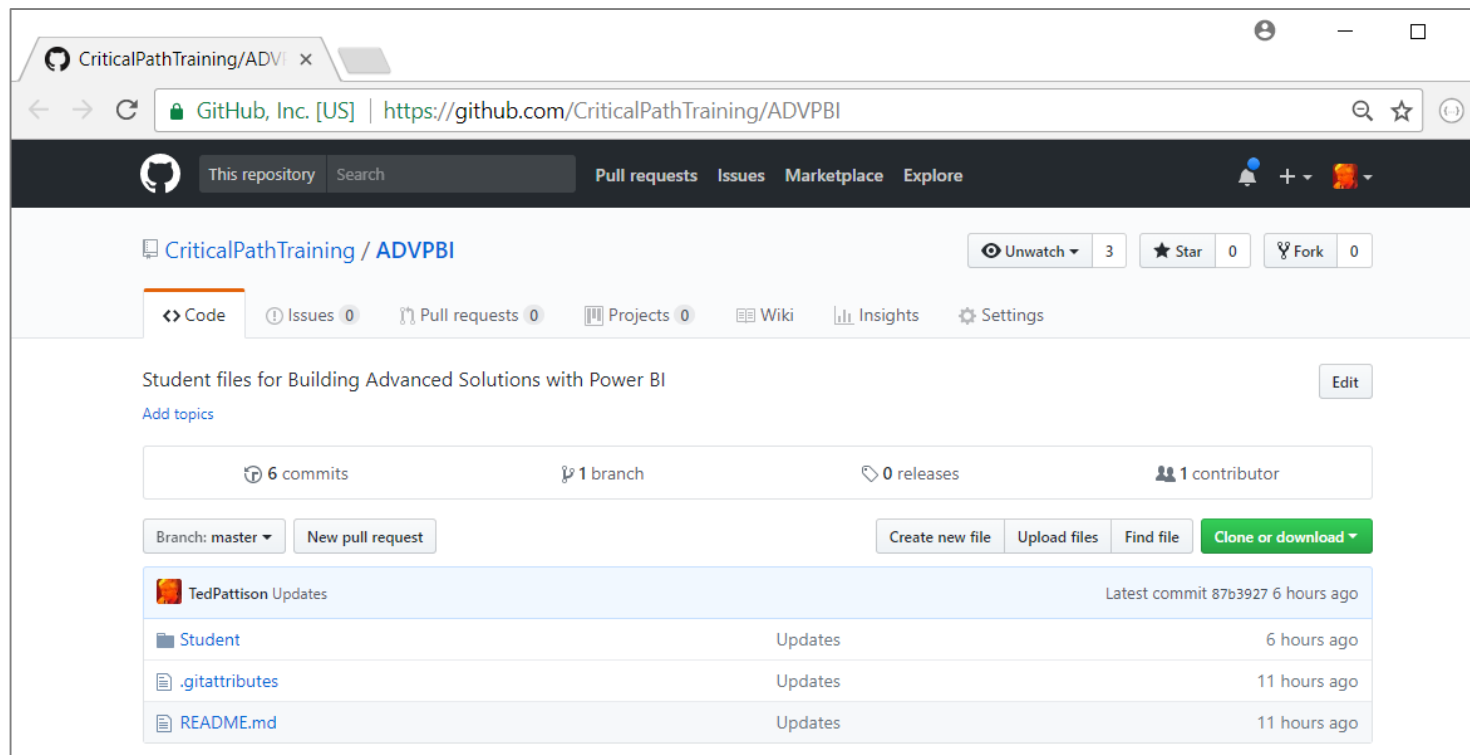 CriticalPathTraining/ADV
GitHub, Inc. [US] | https://github.com/CriticalPathTraining/ADVPBI
This repository Search Pull requests Issues Marketplace Explore
CriticalPathTraining / ADVPBI Unwatch 3 Star 0 Fork 0
Code Issues 0 Pull requests 0 Projects 0 Wiki Insights Settings
Student files for Building Advanced Solutions with Power BI Edit
Add topics
6 commits 1 branch 0 releases 1 contributor
Branch: master New pull request Create new file Upload files Find file Clone or download
TedPattison Updates Latest commit 87b3927 6 hours ago
Student Updates 6 hours ago
.gitattributes Updates 11 hours ago
README.md Updates 11 hours ago